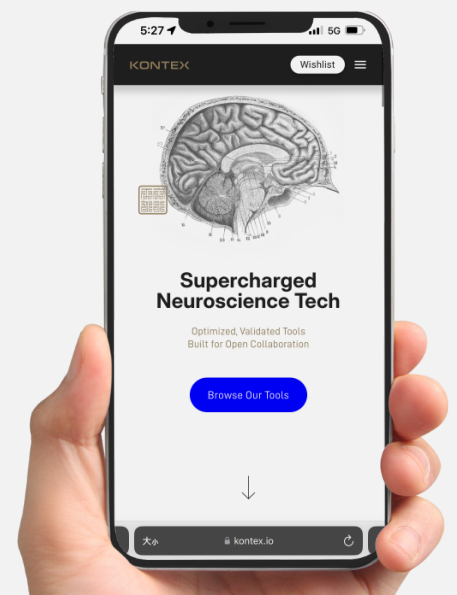 5:27
5G
KONTEX
Wishlist
Supercharged
Neuroscience Tech
Optimized, Validated Tools
Built for Open Collaboration
Browse Our Tools
大小
kontex.io